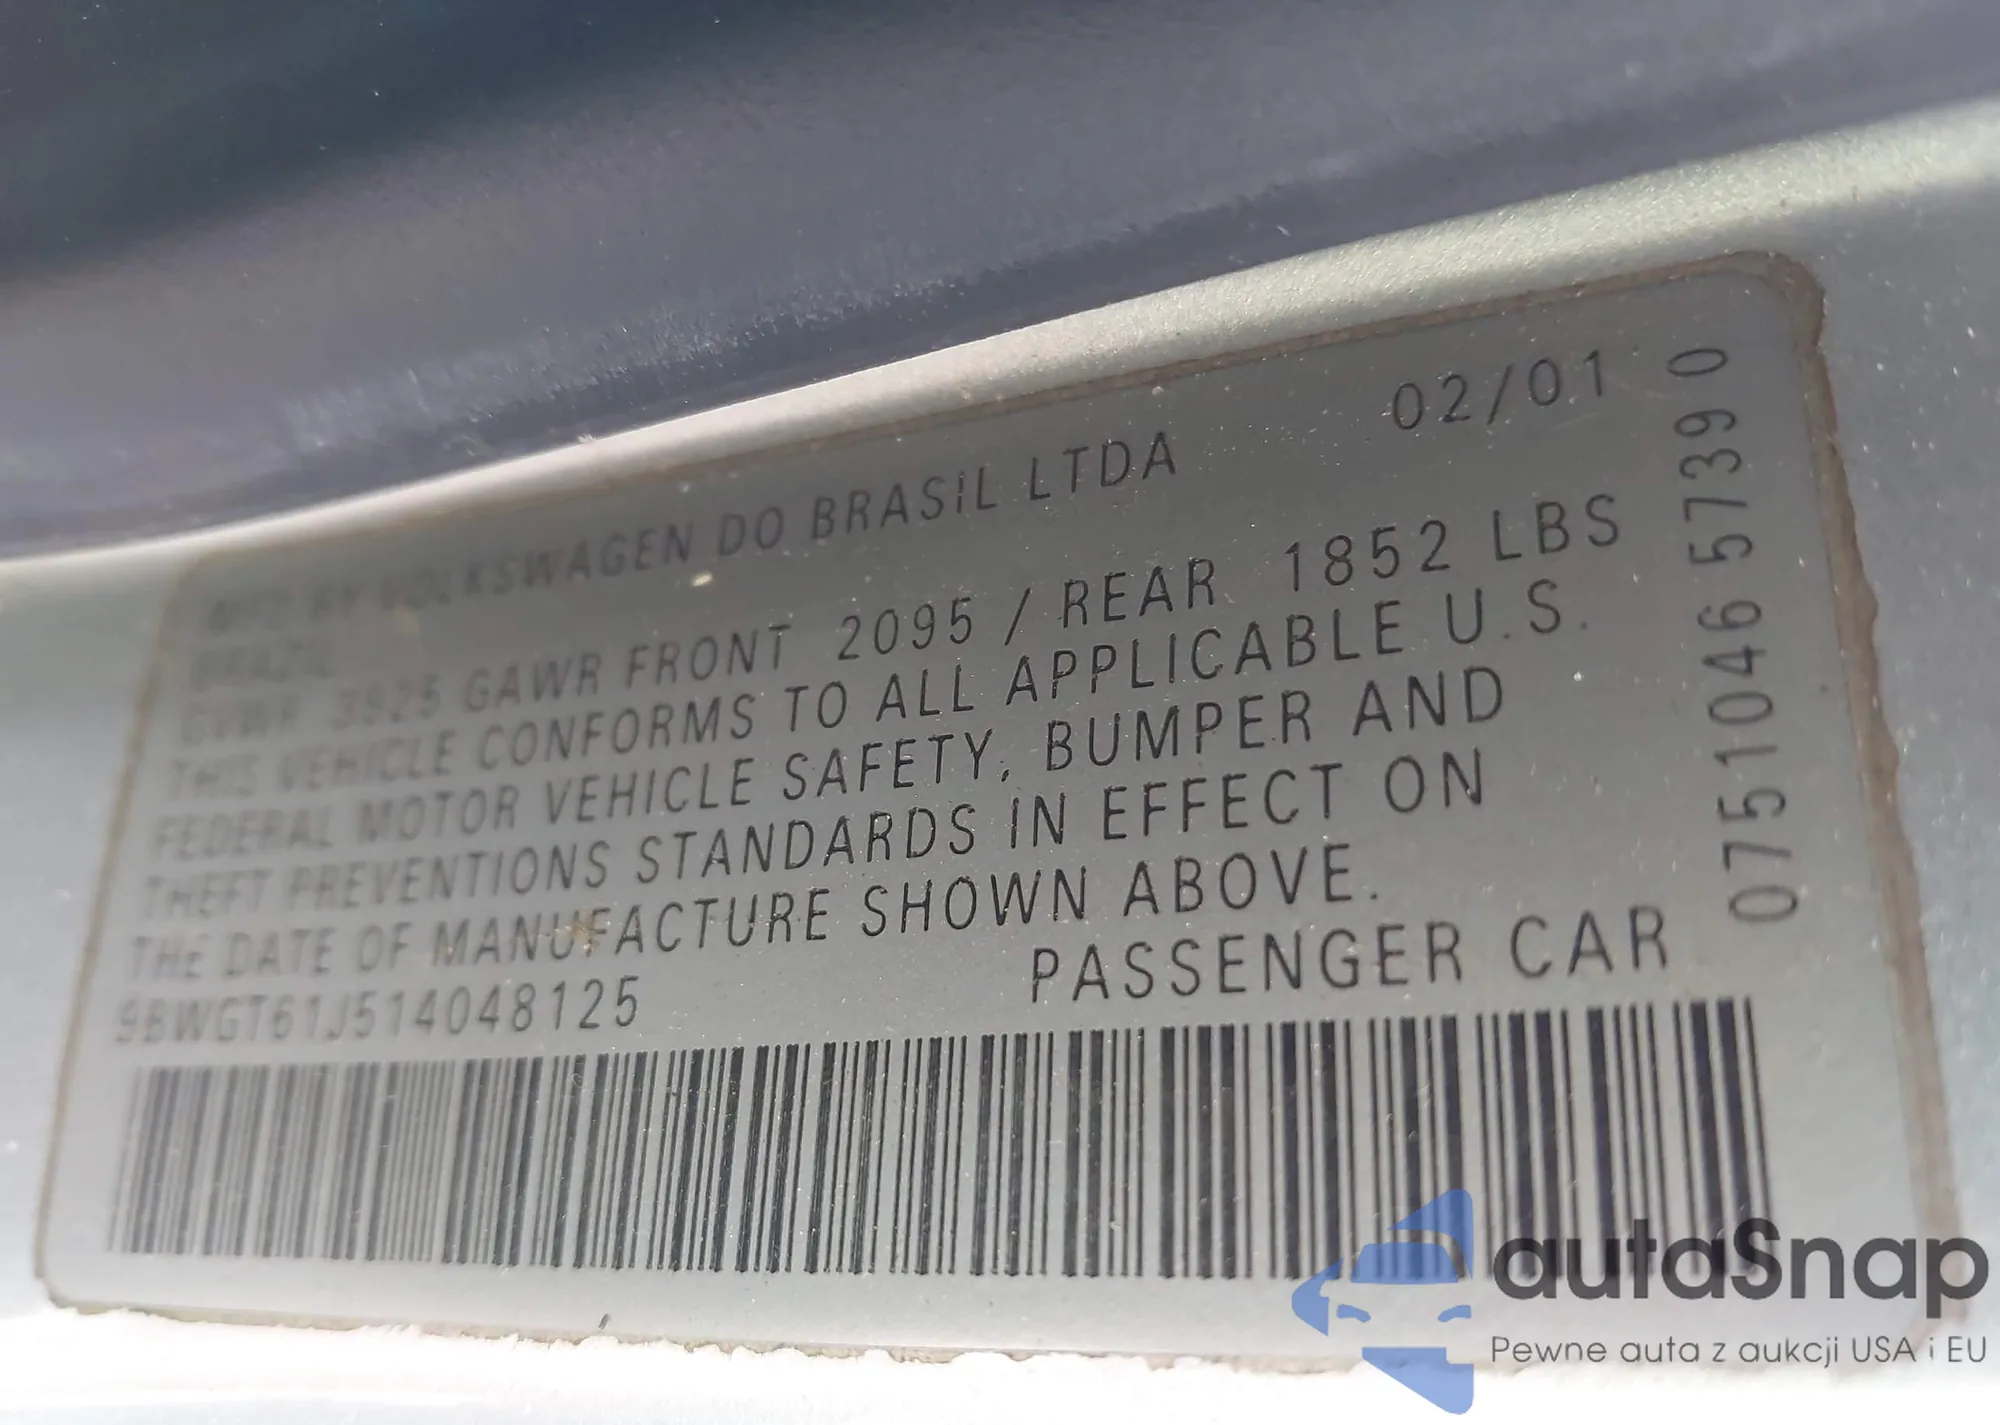 MFD BY VOLKSWAGEN DO BRASIL LTDA 02/01
BRAZIL
GVWR 3925 GAWR FRONT 2095 / REAR 1852 LBS
THIS VEHICLE CONFORMS TO ALL APPLICABLE U.S.
FEDERAL MOTOR VEHICLE SAFETY, BUMPER AND
THEFT PREVENTIONS STANDARDS IN EFFECT ON
THE DATE OF MANUFACTURE SHOWN ABOVE.
9BWGT61J514048125 PASSENGER CAR
0751046 5739 0
autaSnap
Pewne auta z aukcji USA i EU